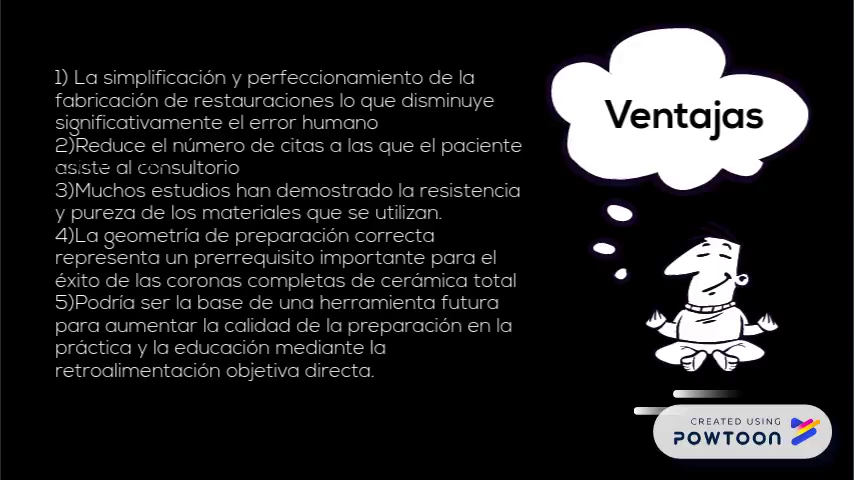 1) La simplificación y perfeccionamiento de la
fabricación de restauraciones lo que disminuye
significativamente el error humano
2)Reduce el número de citas a las que el paciente
asiste al consultorio
3)Muchos estudios han demostrado la resistencia
y pureza de los materiales que se utilizan.
4)La geometría de preparación correcta
representa un prerrequisito importante para el
éxito de las coronas completas de cerámica total
5)Podría ser la base de una herramienta futura
para aumentar la calidad de la preparación en la
práctica y la educación mediante la
retroalimentación objetiva directa.
Ventajas
CREATED USING
POWTOON